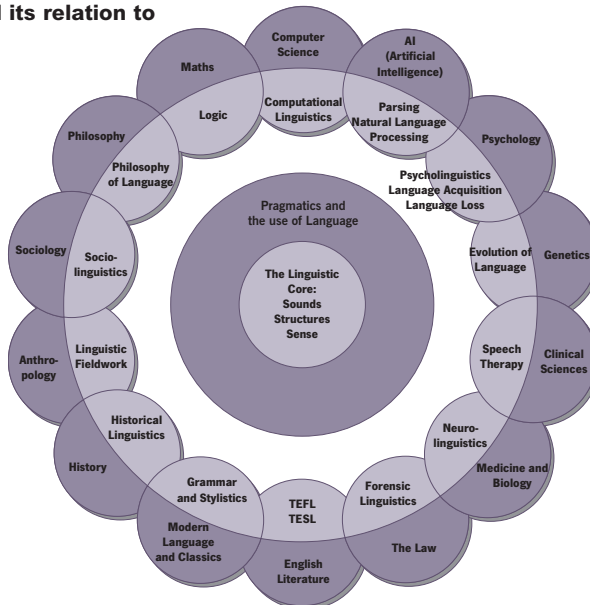 its relation to
Computer
Science
AI
(Artificial
Intelligence)
Maths
Logic
Computational
Linguistics
Parsing
Natural Language
Processing
Psychology
Psycholinguistics
Language Acquisition
Language Loss
Philosophy
Philosophy
of Language
Pragmatics and
the use of Language
Sociology
Socio-
linguistics
Evolution of
Language
Genetics
The Linguistic
Core:
Sounds
Structures
Sense
Anthro-
pology
Linguistic
Fieldwork
Speech
Therapy
Clinical
Sciences
Historical
Linguistics
History
Neuro-
linguistics
Medicine and
Biology
Grammar
and Stylistics
Modern
Language
and Classics
TEFL
TESL
English
Literature
Forensic
Linguistics
The Law